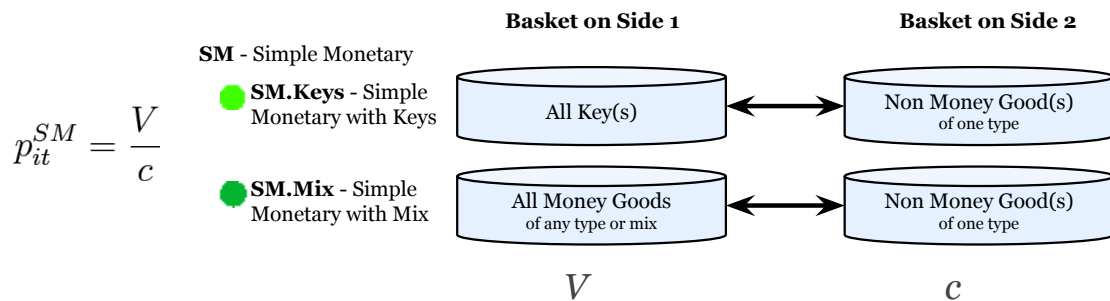 Basket on Side 1 Basket on Side 2
SM - Simple Monetary
SM.Keys - Simple
Monetary with Keys
All Key(s)
Non Money Good(s)
of one type
p_{it}^{SM} = \frac{V}{c}
SM.Mix - Simple
Monetary with Mix
All Money Goods
of any type or mix
Non Money Good(s)
of one type
V c